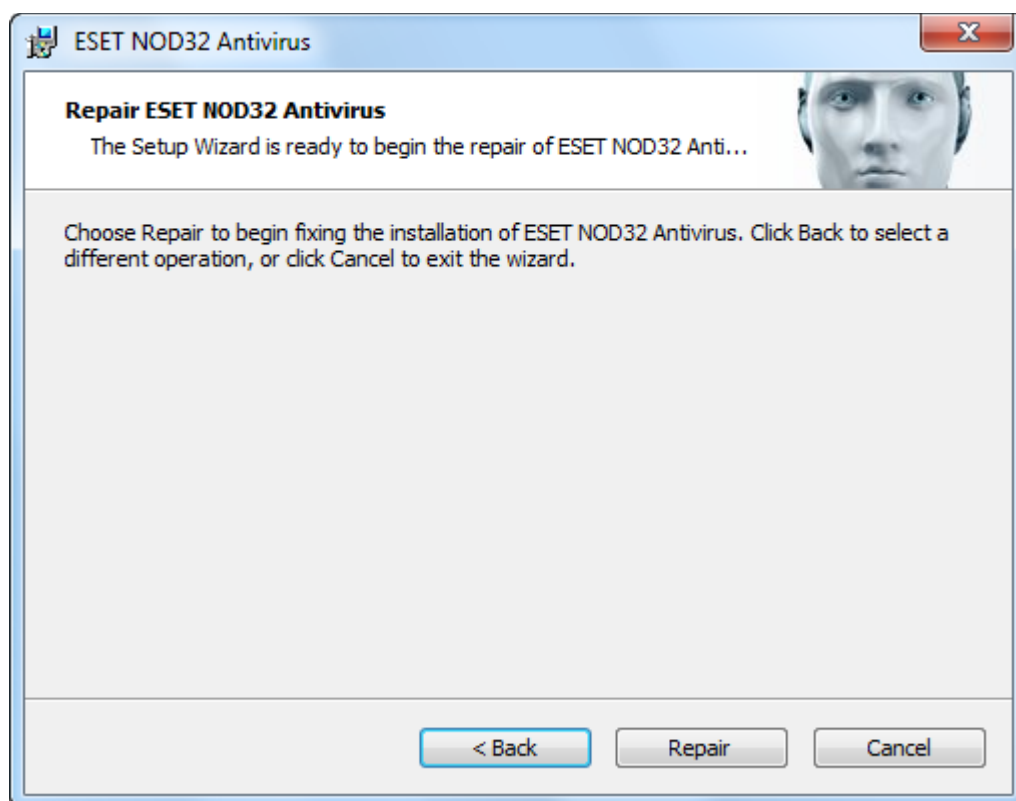 ESET NOD32 Antivirus
Repair ESET NOD32 Antivirus
The Setup Wizard is ready to begin the repair of ESET NOD32 Anti...
Choose Repair to begin fixing the installation of ESET NOD32 Antivirus. Click Back to select a
different operation, or click Cancel to exit the wizard.
< Back Repair Cancel